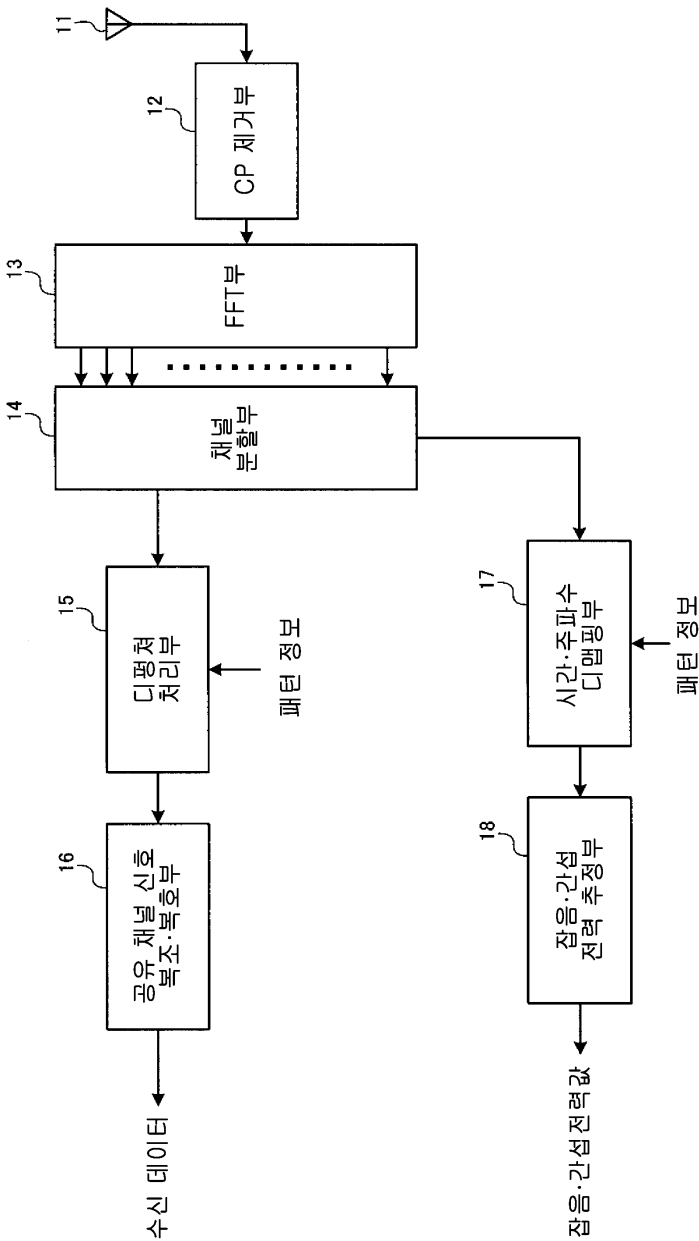 11
12
CP 제거부
13
FFT부
14
채널
분할부
15
디펑쳐
처리부
패턴 정보
16
공유 채널 신호
복조·복호부
수신 데이터
17
시간·주파수
디맵핑부
패턴 정보
18
잡음·간섭
전력 추정부
잡음·간섭전력값